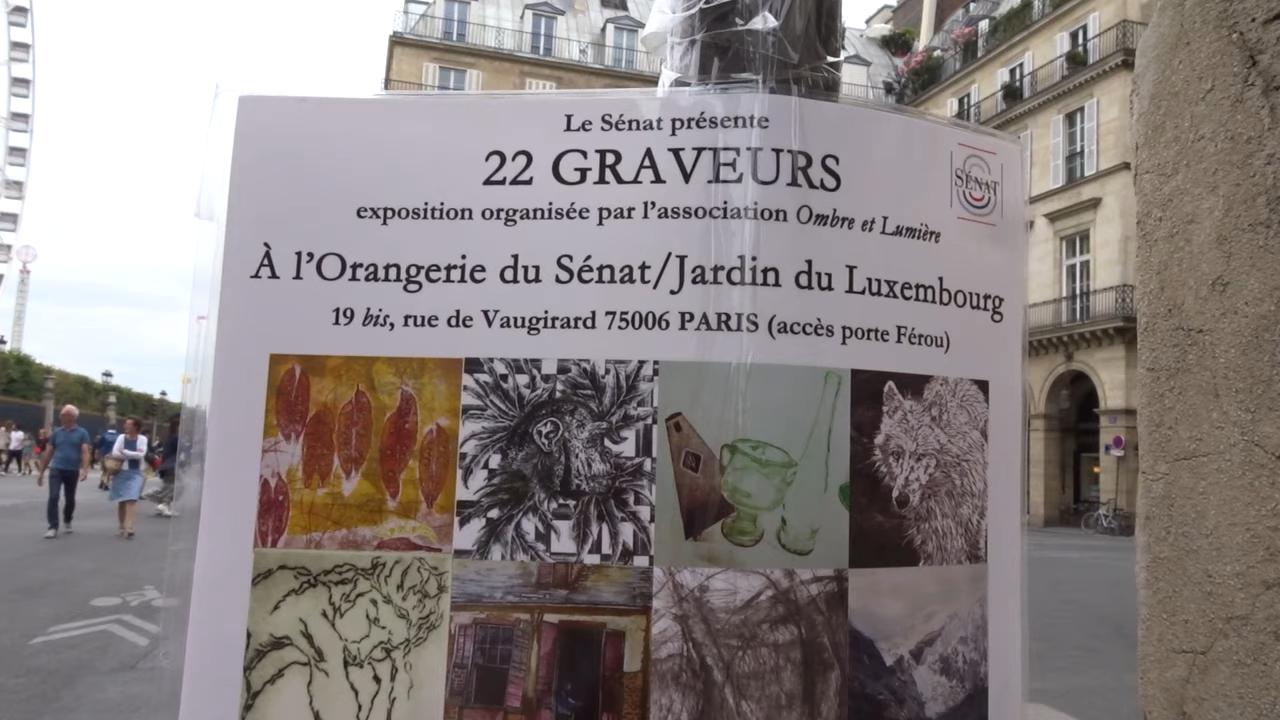 Le Sénat présente
22 GRAVEURS
SÉNAT
exposition organisée par l'association Ombre et Lumière
À l'Orangerie du Sénat/Jardin du Luxembourg
19 bis, rue de Vaugirard 75006 PARIS (accès porte Férou)